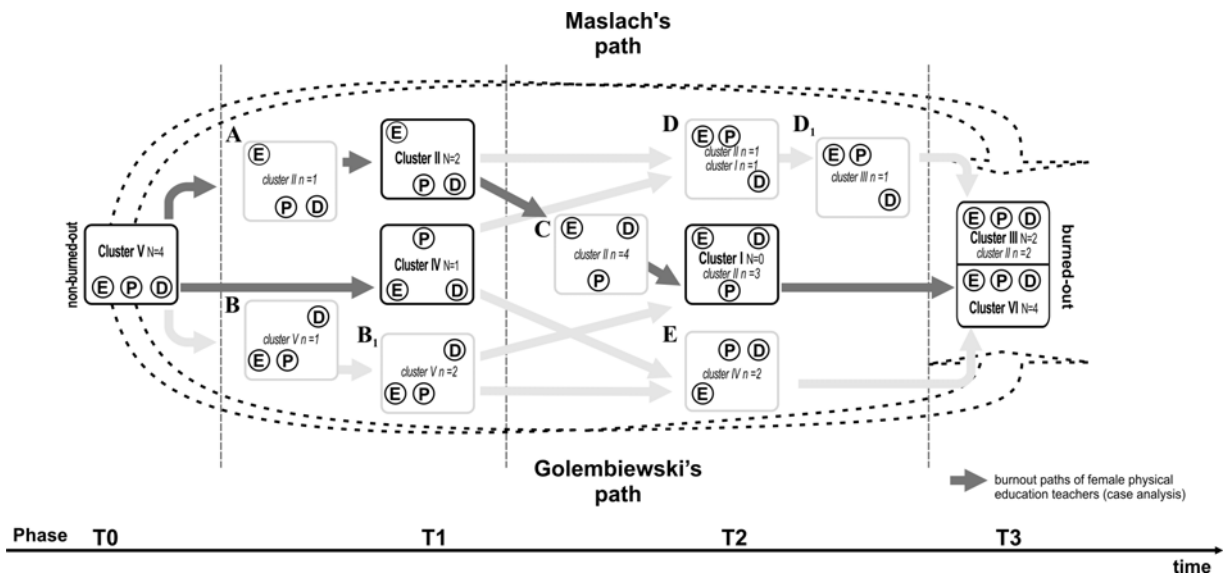 Maslach's
path
A
E
cluster II n =1
P D
E
Cluster II N=2
P D
D
E P
cluster II n=1
cluster I n=1
D
D1
E P
cluster III n=1
D
non-burned-out
Cluster V N=4
E P D
P
Cluster IV N=1
E D
C
E D
cluster II n =4
P
E D
Cluster I N=0
cluster II n=3
P
E P D
Cluster III N=2
cluster II n =2
E P D
Cluster VI N=4
burned-out
B
D
cluster V n =1
E P
B1
D
cluster V n =2
E P
E
P D
cluster IV n=2
E
Golembiewski’s
path
burnout paths of female physical
education teachers (case analysis)
Phase T0 T1 T2 T3
time